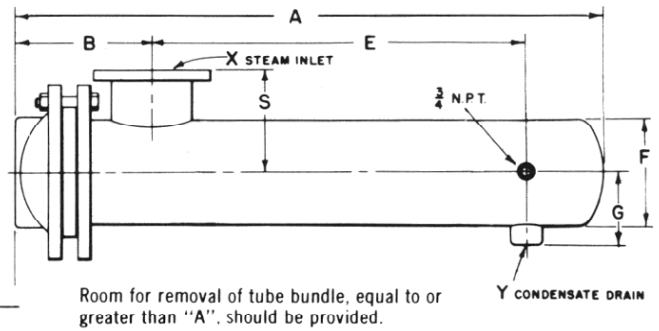 A
B
E
X STEAM INLET
S
3/4 N.P.T.
F
G
Y CONDENSATE DRAIN
Room for removal of tube bundle, equal to or
greater than "A", should be provided.